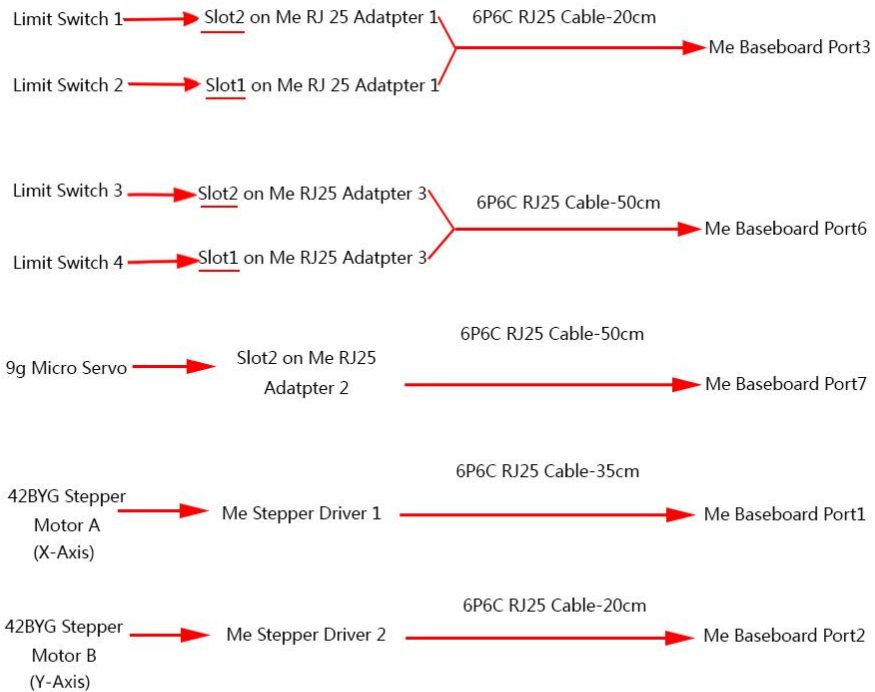 Limit Switch 1 Slot2 on Me RJ 25 Adatpter 1 6P6C RJ25 Cable-20cm
Me Baseboard Port3
Limit Switch 2 Slot1 on Me RJ 25 Adatpter 1
Limit Switch 3 Slot2 on Me RJ25 Adatpter 3 6P6C RJ25 Cable-50cm
Me Baseboard Port6
Limit Switch 4 Slot1 on Me RJ25 Adatpter 3
6P6C RJ25 Cable-50cm
9g Micro Servo
Slot2 on Me RJ25
Adatpter 2
Me Baseboard Port7
6P6C RJ25 Cable-35cm
42BYG Stepper
Motor A
(X-Axis)
Me Stepper Driver 1
Me Baseboard Port1
6P6C RJ25 Cable-20cm
42BYG Stepper
Motor B
(Y-Axis)
Me Stepper Driver 2
Me Baseboard Port2